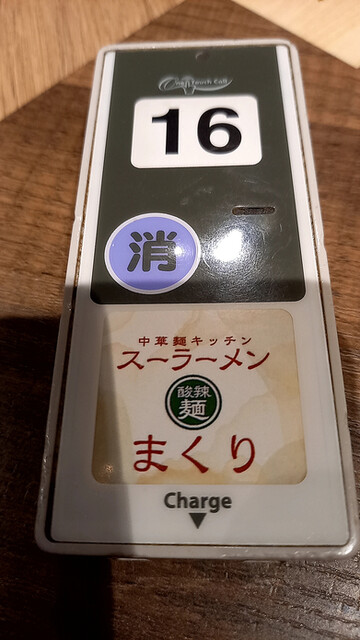 16
消
中華麺キッチン
スーラーメン
酸辣
麺
まくり
Charge